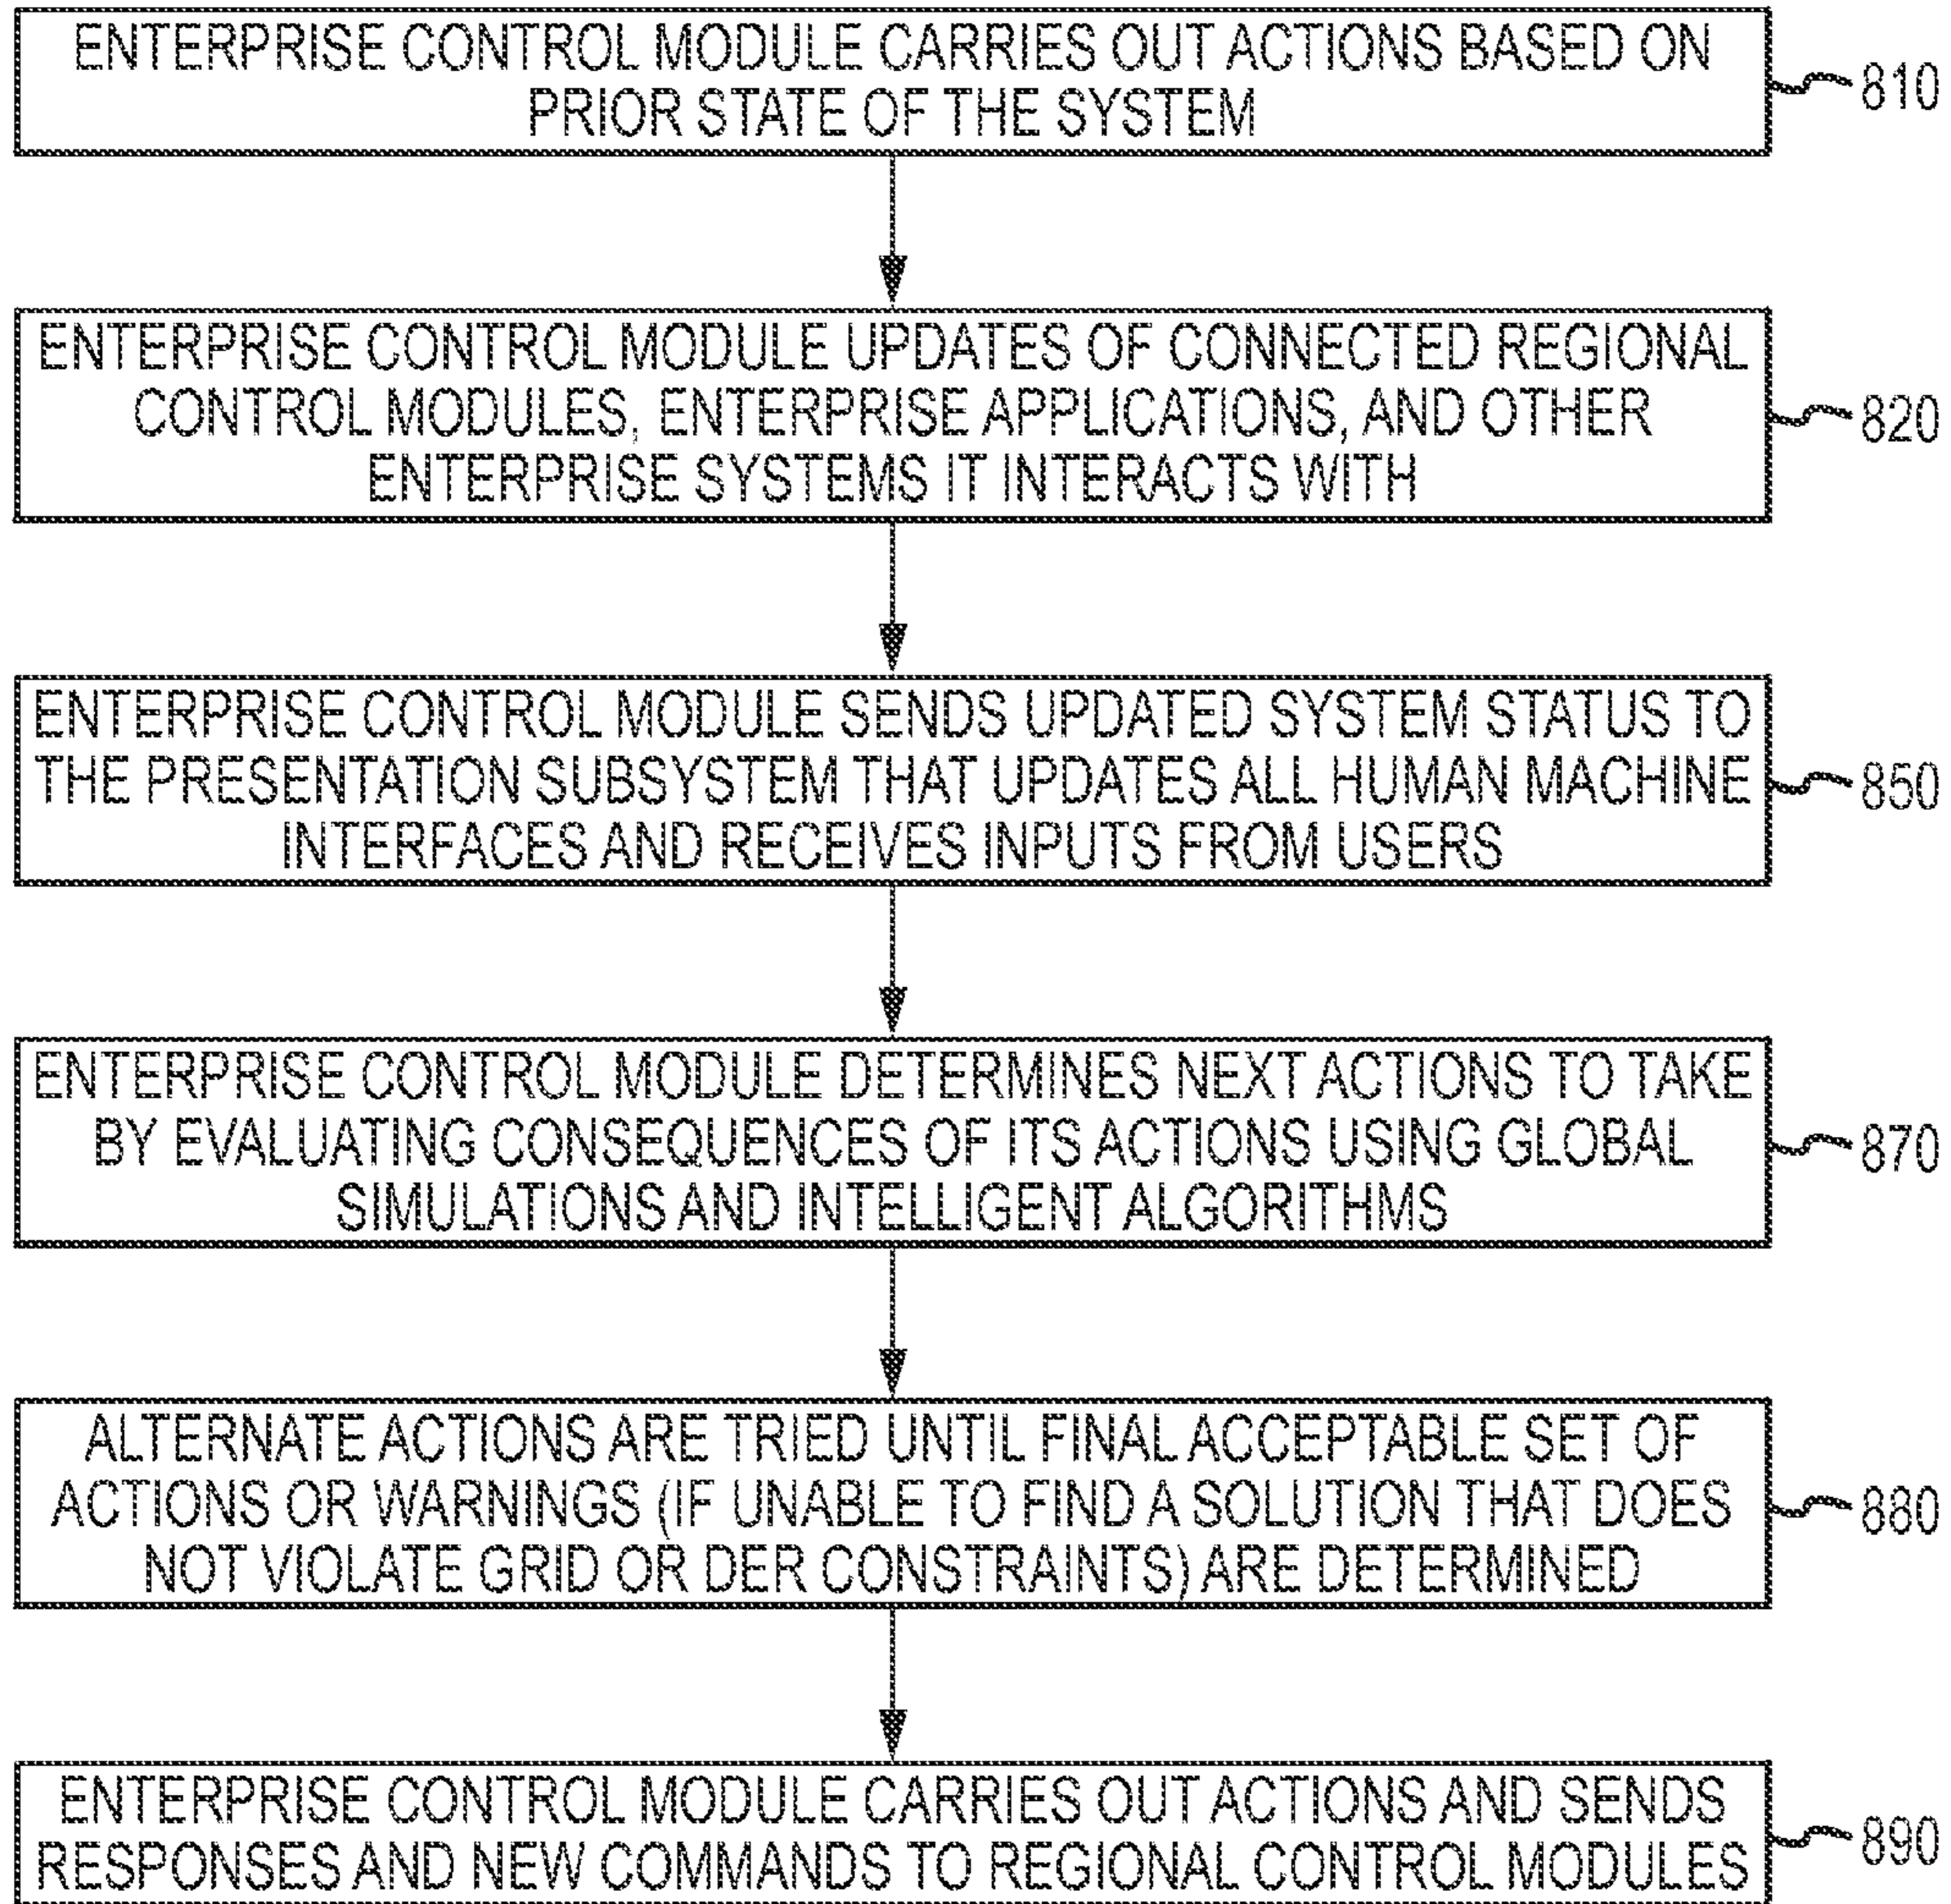 ENTERPRISE CONTROL MODULE CARRIES OUT ACTIONS BASED ON
PRIOR STATE OF THE SYSTEM
810
ENTERPRISE CONTROL MODULE UPDATES OF CONNECTED REGIONAL
CONTROL MODULES, ENTERPRISE APPLICATIONS, AND OTHER
ENTERPRISE SYSTEMS IT INTERACTS WITH
820
ENTERPRISE CONTROL MODULE SENDS UPDATED SYSTEM STATUS TO
THE PRESENTATION SUBSYSTEM THAT UPDATES ALL HUMAN MACHINE
INTERFACES AND RECEIVES INPUTS FROM USERS
850
ENTERPRISE CONTROL MODULE DETERMINES NEXT ACTIONS TO TAKE
BY EVALUATING CONSEQUENCES OF ITS ACTIONS USING GLOBAL
SIMULATIONS AND INTELLIGENT ALGORITHMS
870
ALTERNATE ACTIONS ARE TRIED UNTIL FINAL ACCEPTABLE SET OF
ACTIONS OR WARNINGS (IF UNABLE TO FIND A SOLUTION THAT DOES
NOT VIOLATE GRID OR DER CONSTRAINTS) ARE DETERMINED
880
ENTERPRISE CONTROL MODULE CARRIES OUT ACTIONS AND SENDS
RESPONSES AND NEW COMMANDS TO REGIONAL CONTROL MODULES
890